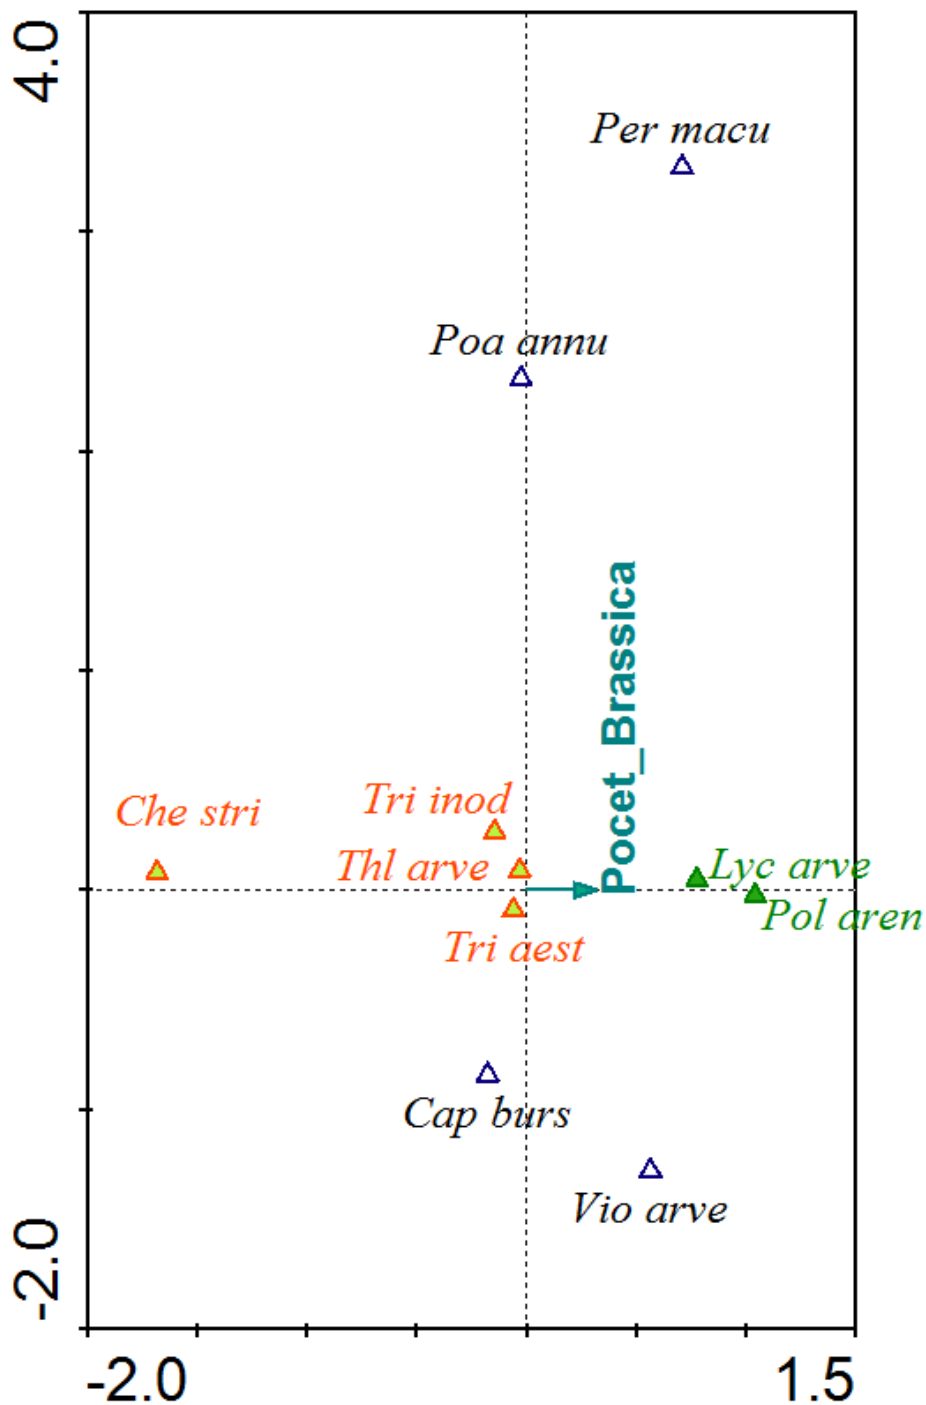 4.0
Per macu
Poa annu
Pocet_Brassica
Tri inod
Che stri
Thl arve
Lyc arve
Pol aren
Tri aest
Cap burs
Vio arve
-2.0
-2.0
1.5